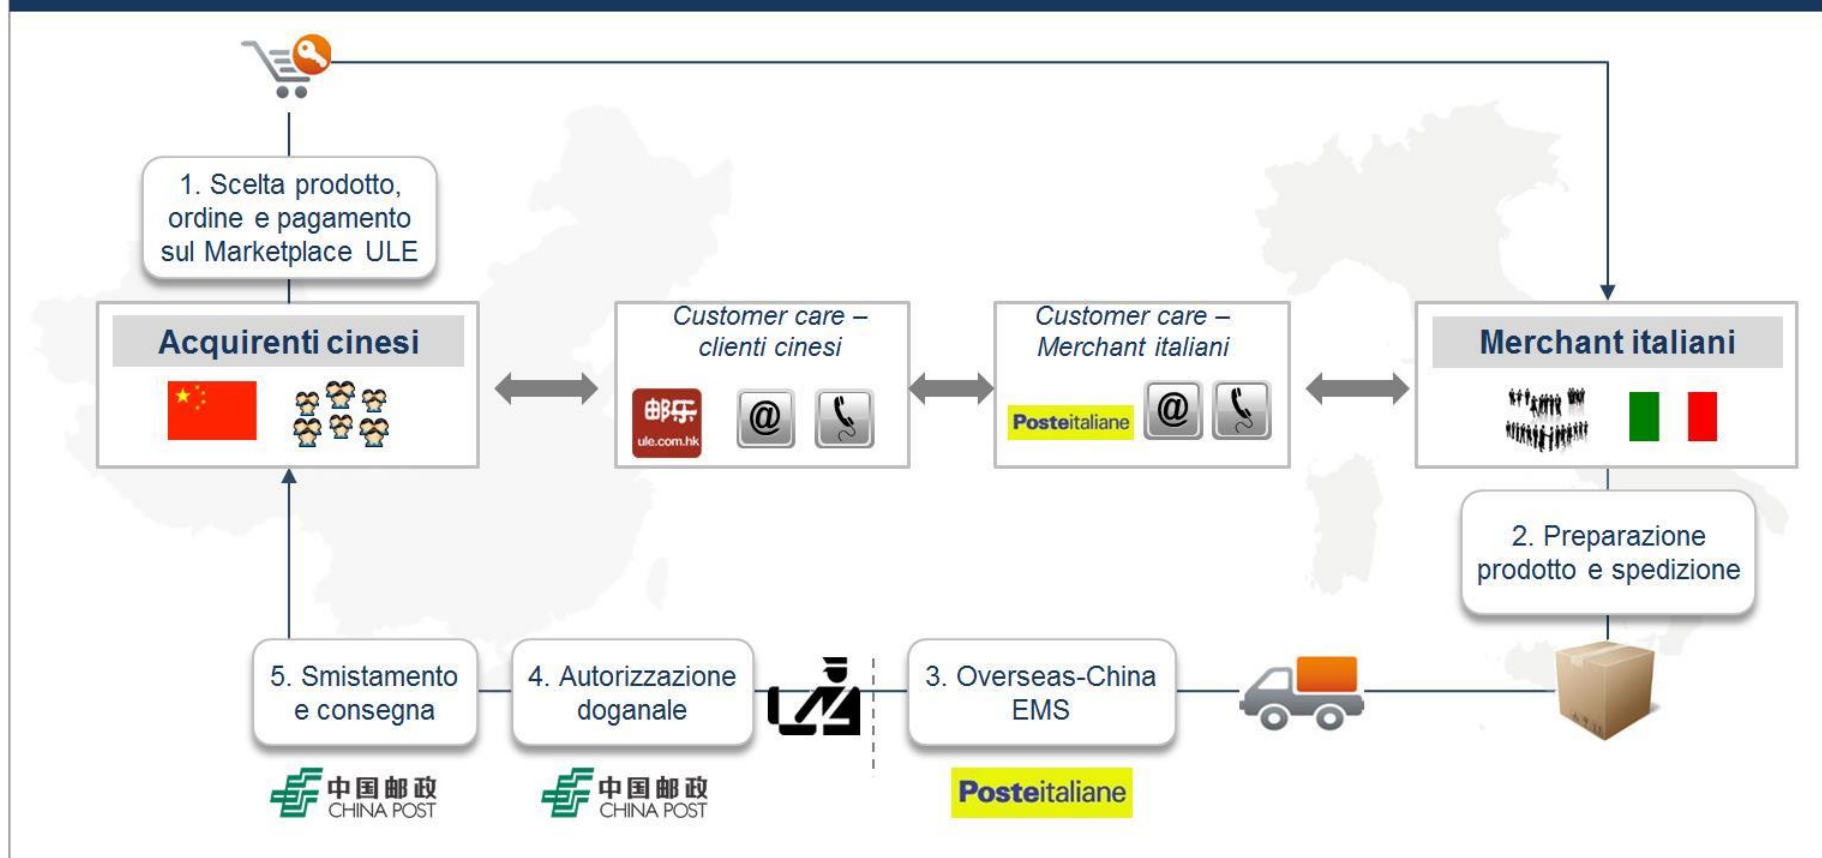 1. Scelta prodotto,
ordine e pagamento
sul Marketplace ULE
Acquirenti cinesi
Customer care –
clienti cinesi
邮乐
ule.com.hk
@
Customer care –
Merchant italiani
Posteitaliane
@
Merchant italiani
2. Preparazione
prodotto e spedizione
5. Smistamento
e consegna
4. Autorizzazione
doganale
3. Overseas-China
EMS
中国邮政
CHINA POST
中国邮政
CHINA POST
Posteitaliane